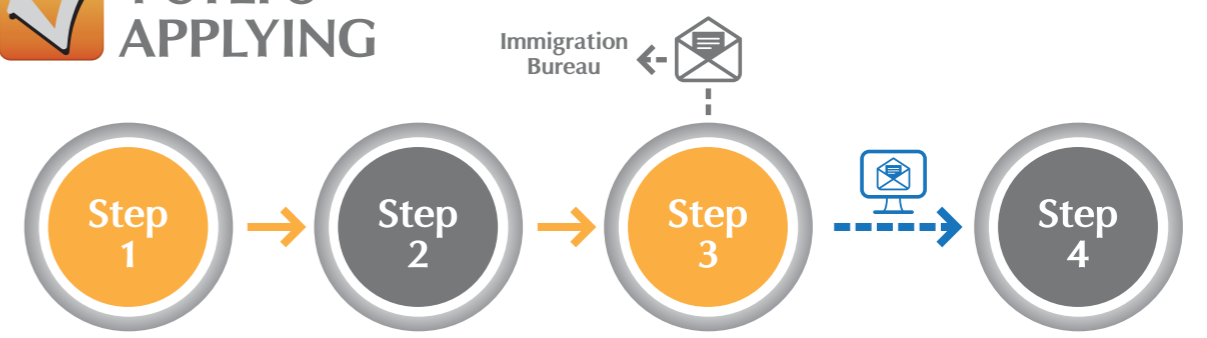 APPLYING
Immigration
Bureau
Step
1
Step
2
Step
3
Step
4